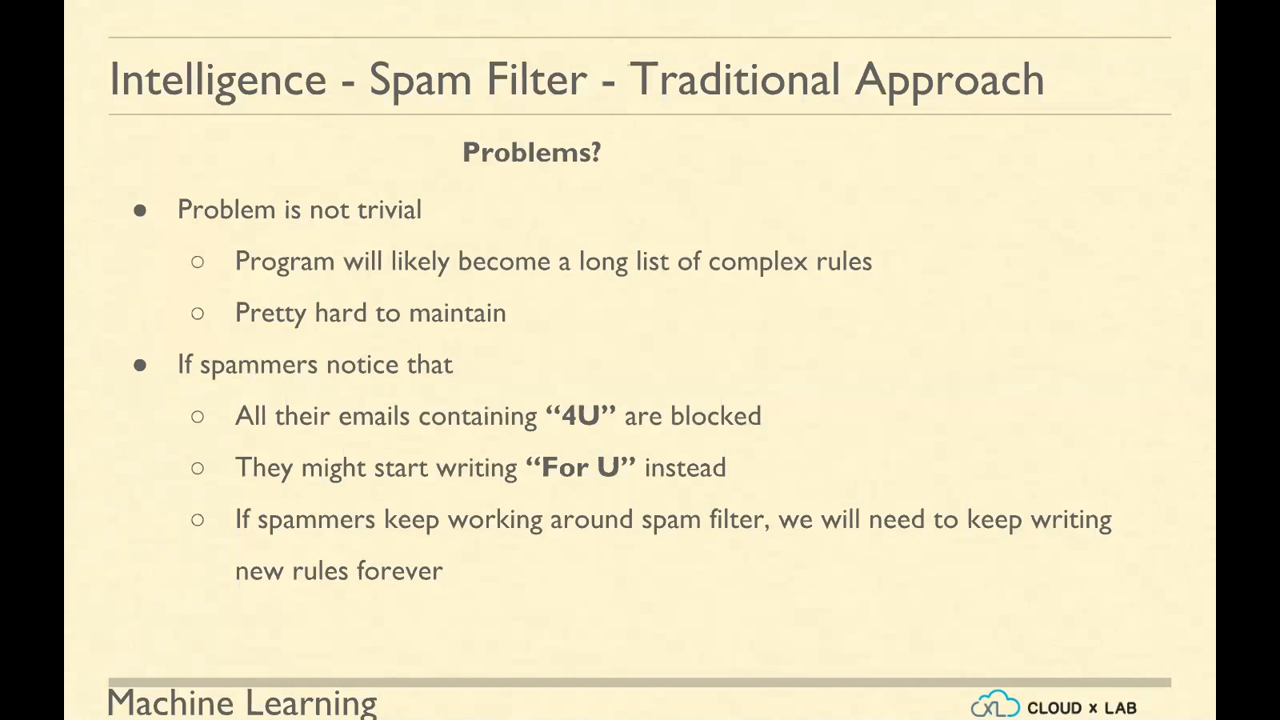 Intelligence - Spam Filter - Traditional Approach
Problems?
● Problem is not trivial
○ Program will likely become a long list of complex rules
○ Pretty hard to maintain
● If spammers notice that
○ All their emails containing “4U” are blocked
○ They might start writing “For U” instead
○ If spammers keep working around spam filter, we will need to keep writing
new rules forever
Machine Learning
XL CLOUD x LAB